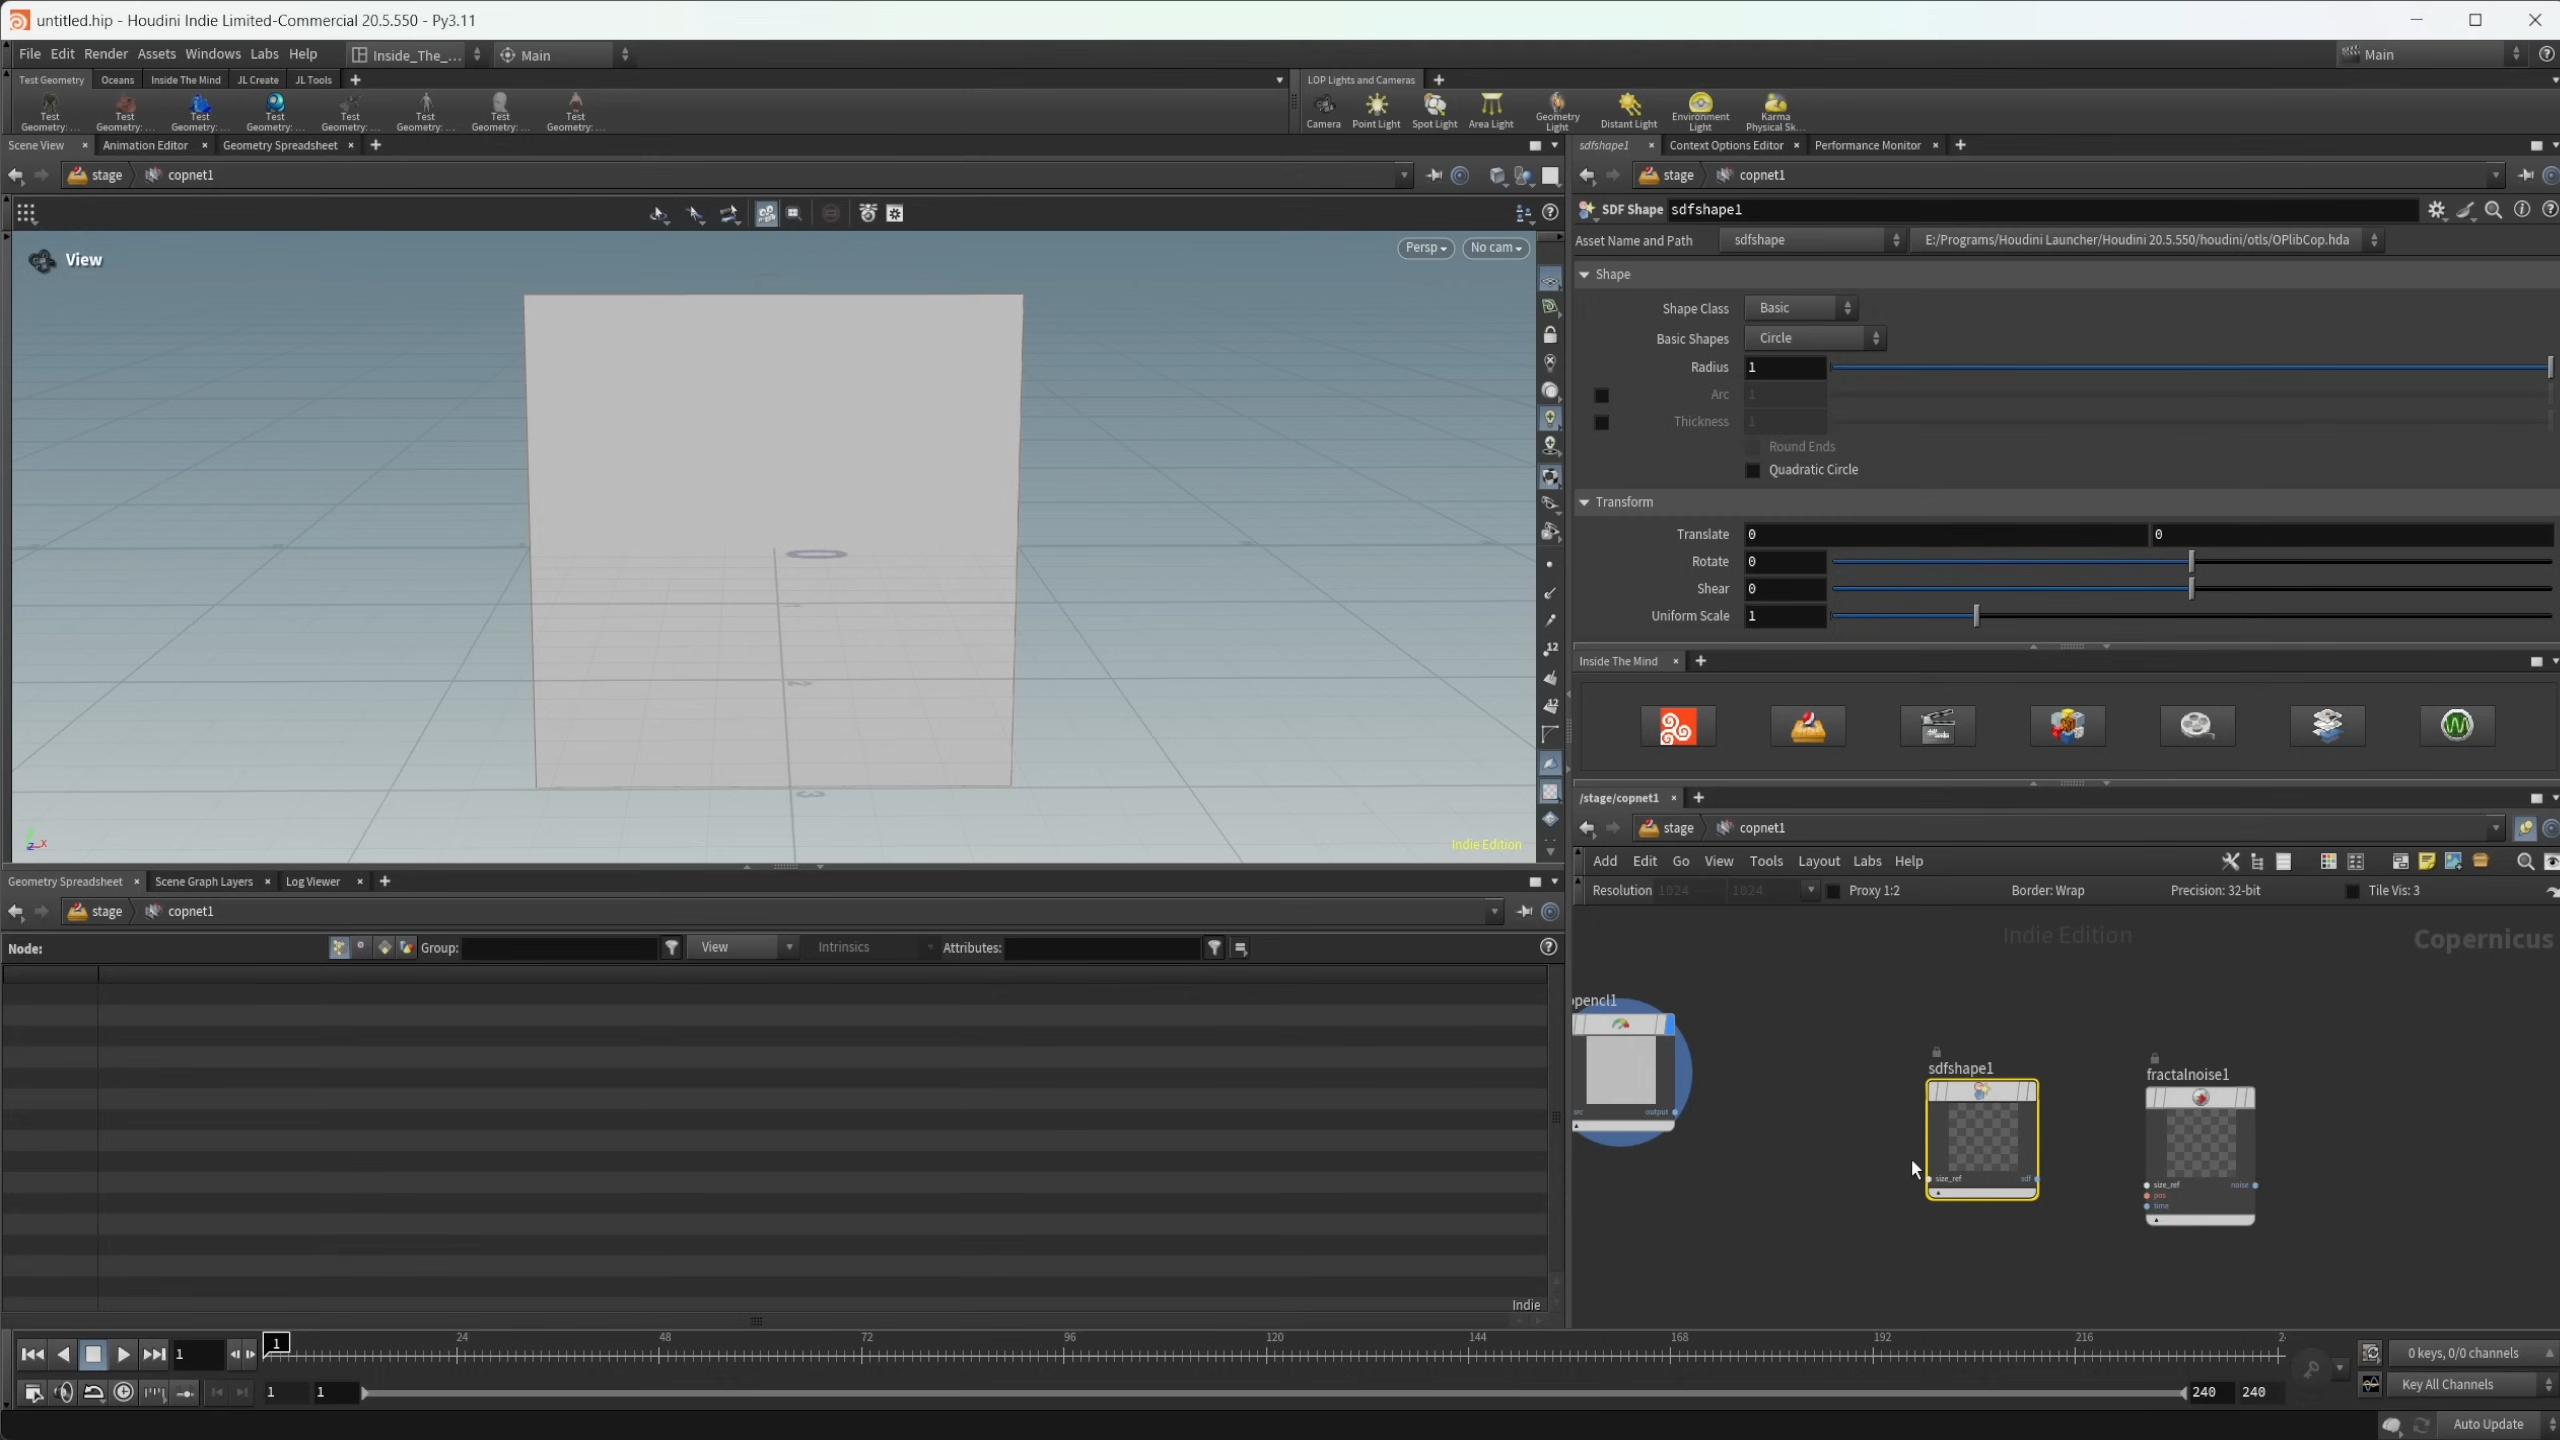 untitled.hip - Houdini Indie Limited-Commercial 20.5.550 - Py3.11
File Edit Render Assets Windows Labs Help Inside_The_... Main Main
Test Geometry Oceans Inside The Mind JL Create JL Tools LOP Lights and Cameras
Test Geometry: ... Test Geometry: ... Test Geometry: ... Test Geometry: ... Test Geometry: ... Test Geometry: ... Test Geometry: ... Test Geometry: ...
Camera Point Light Spot Light Area Light Geometry Light Distant Light Environment Light Karma Physical Sk...
Scene View Animation Editor Geometry Spreadsheet
stage copnet1
View
Persp No cam
Indie Edition
sdfshape1 Context Options Editor Performance Monitor
stage copnet1
SDF Shape sdfshape1
Asset Name and Path sdfshape E:/Programs/Houdini Launcher/Houdini 20.5.550/houdini/otls/OPlibCop.hda
Shape
Shape Class Basic
Basic Shapes Circle
Radius 1
Arc 1
Thickness 1
Round Ends
Quadratic Circle
Transform
Translate 0 0
Rotate 0
Shear 0
Uniform Scale 1
Inside The Mind
/stage/copnet1
stage copnet1
Add Edit Go View Tools Layout Labs Help
Resolution 1024 1024 Proxy 1:2 Border: Wrap Precision: 32-bit Tile Vis: 3
Indie Edition Copernicus
opencl1
src output
sdfshape1
size_ref sdf
fractalnoise1
size_ref noise
pos
time
Geometry Spreadsheet Scene Graph Layers Log Viewer
stage copnet1
Node: Group: View Intrinsics Attributes:
Indie
1 1 24 48 72 96 120 144 168 192 216
0 keys, 0/0 channels
1 1 240 240 Key All Channels
Auto Update